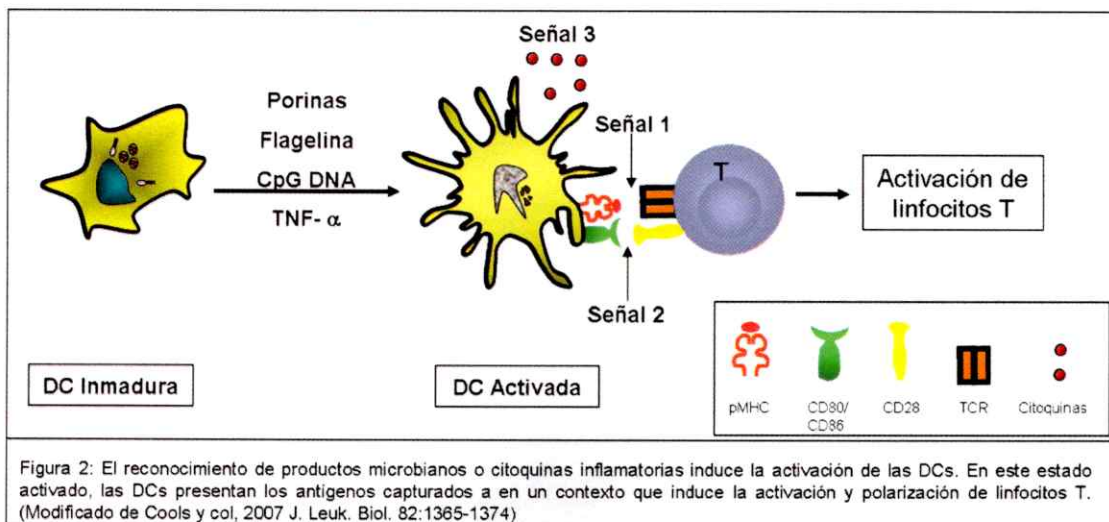 Señal 3
Porinas
Flagelina
CpG DNA
TNF- α
Señal 1
T
Activación de
linfocitos T
Señal 2
DC Inmadura
DC Activada
pMHC
CD80/
CD86
CD28
TCR
Citoquinas
Figura 2: El reconocimiento de productos microbianos o citoquinas inflamatorias induce la activación de las DCs. En este estado
activado, las DCs presentan los antígenos capturados a en un contexto que induce la activación y polarización de linfocitos T.
(Modificado de Cools y col, 2007 J. Leuk. Biol. 82:1365-1374)